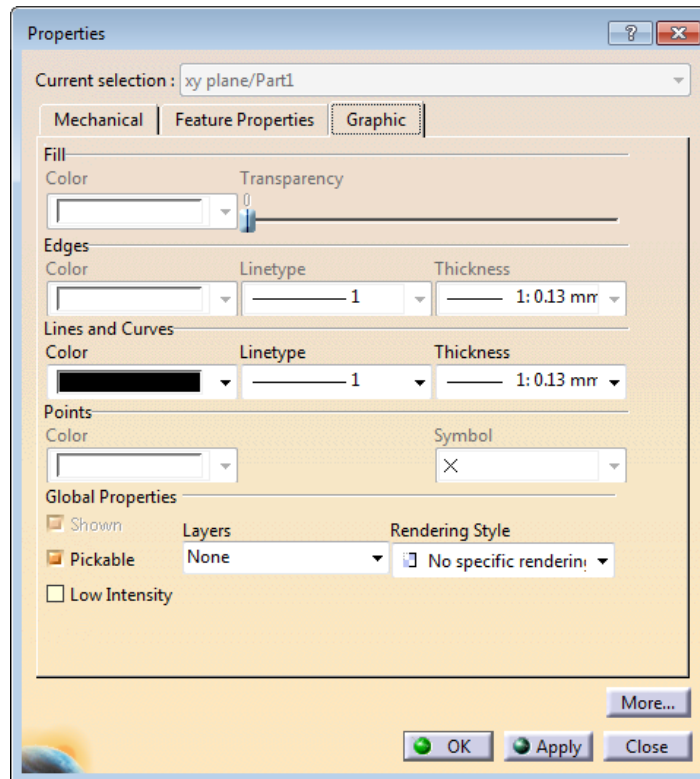 Properties
Current selection : xy plane/Part1
Mechanical Feature Properties Graphic
Fill
Color Transparency
0
Edges
Color Linetype Thickness
1 1: 0.13 mm
Lines and Curves
Color Linetype Thickness
1 1: 0.13 mm
Points
Color Symbol
Global Properties
Shown
Layers Rendering Style
Pickable None No specific rendering
Low Intensity
More...
OK Apply Close